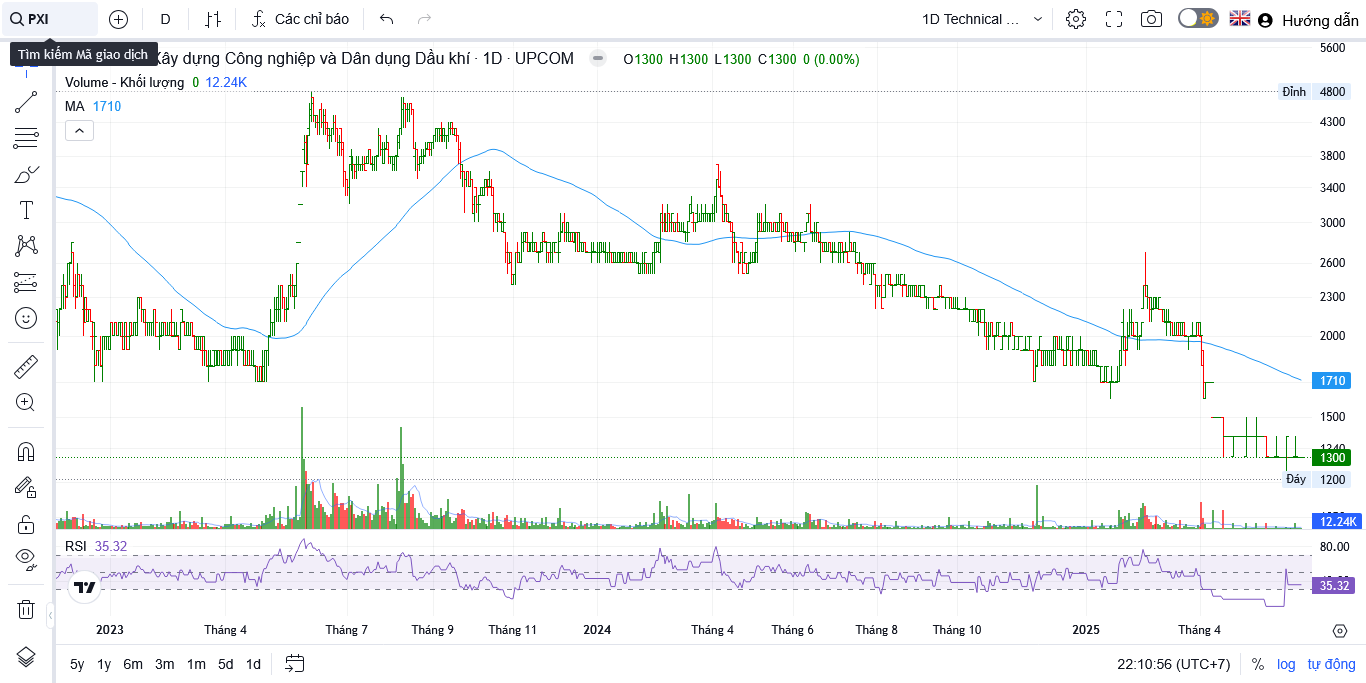 PXI D Các chỉ báo 1D Technical ... Hướng dẫn
Tìm kiếm Mã giao dịch Xây dựng Công nghiệp và Dân dụng Dầu khí · 1D · UPCOM O1300 H1300 L1300 C1300 0 (0.00%)
Volume - Khối lượng 0 12.24K
MA 1710
5600
Đỉnh 4800
4300
3800
3400
3000
2600
2300
2000
1710
1500
1340
1300
Đáy 1200
12.24K
RSI 35.32
80.00
35.32
2023 Tháng 4 Tháng 7 Tháng 9 Tháng 11 2024 Tháng 4 Tháng 6 Tháng 8 Tháng 10 2025 Tháng 4
5y 1y 6m 3m 1m 5d 1d 22:10:56 (UTC+7) % log tự động